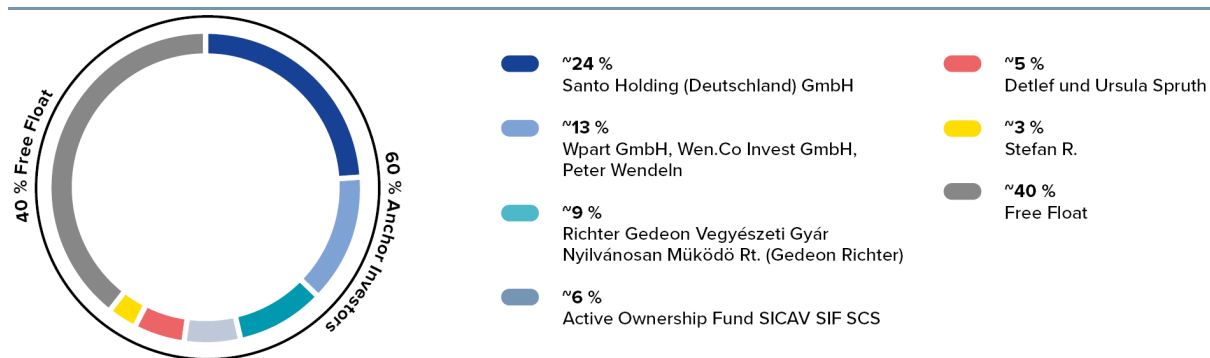 40 % Free Float
60 % Anchor Investors
~24 %
Santo Holding (Deutschland) GmbH
~13 %
Wpart GmbH, Wen.Co Invest GmbH,
Peter Wendeln
~9 %
Richter Gedeon Vegyészeti Gyár
Nyilvánosan Müködö Rt. (Gedeon Richter)
~6 %
Active Ownership Fund SICAV SIF SCS
~5 %
Detlef und Ursula Spruth
~3 %
Stefan R.
~40 %
Free Float